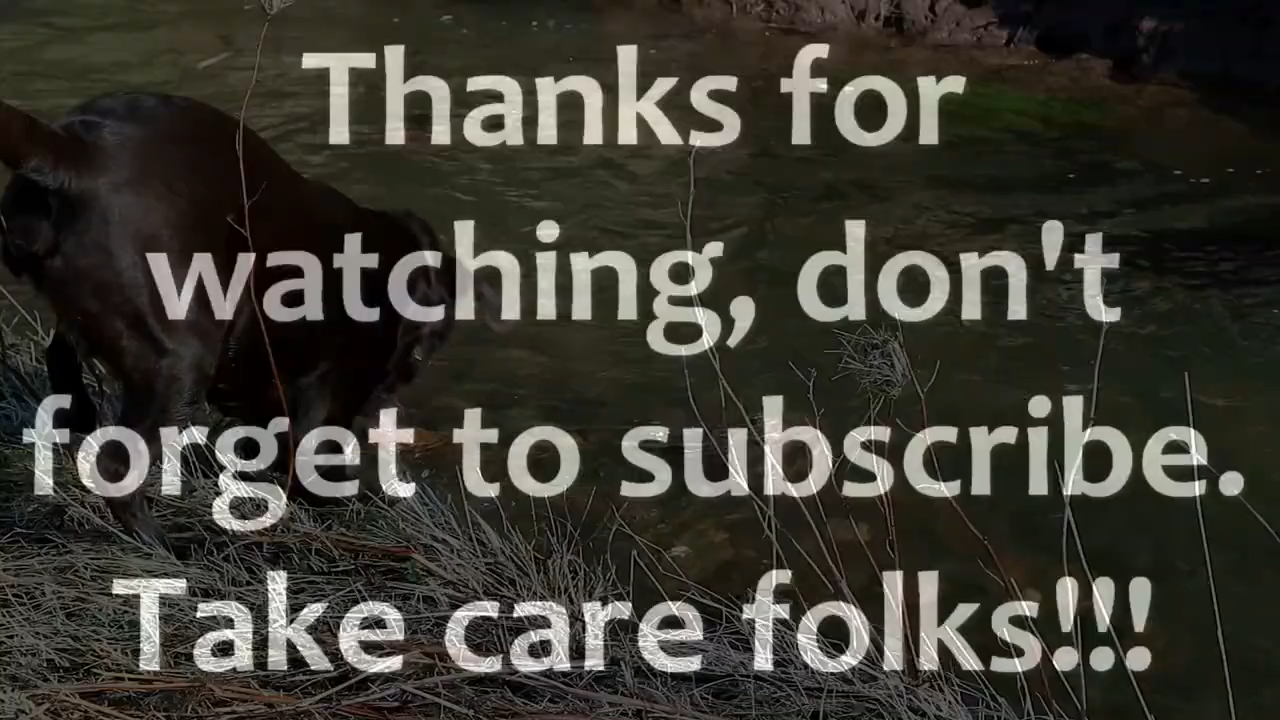 Thanks for
watching, don't
forget to subscribe.
Take care folks!!!